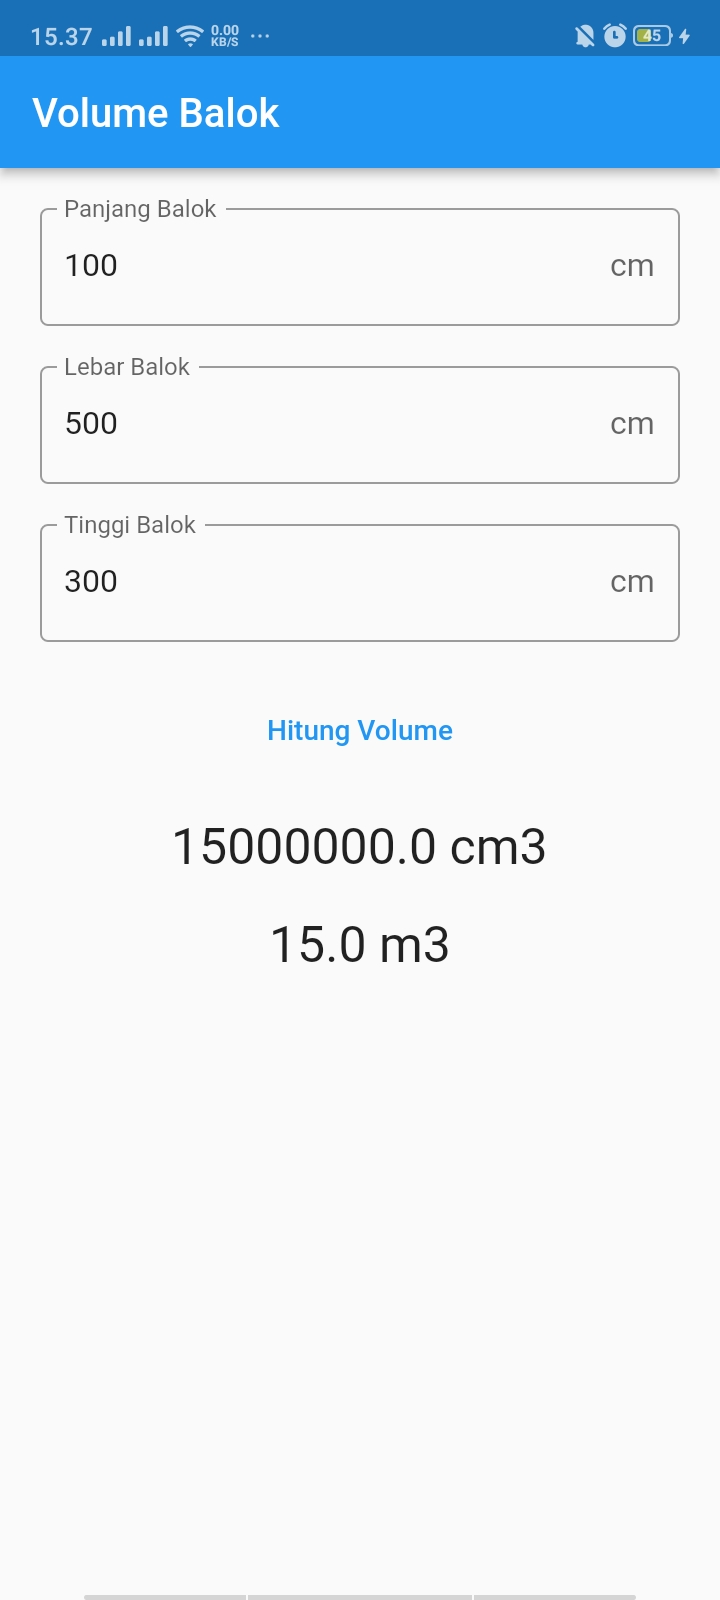 15.37 0.00 KB/S ... 45
Volume Balok
Panjang Balok
100 cm
Lebar Balok
500 cm
Tinggi Balok
300 cm
Hitung Volume
15000000.0 cm3
15.0 m3